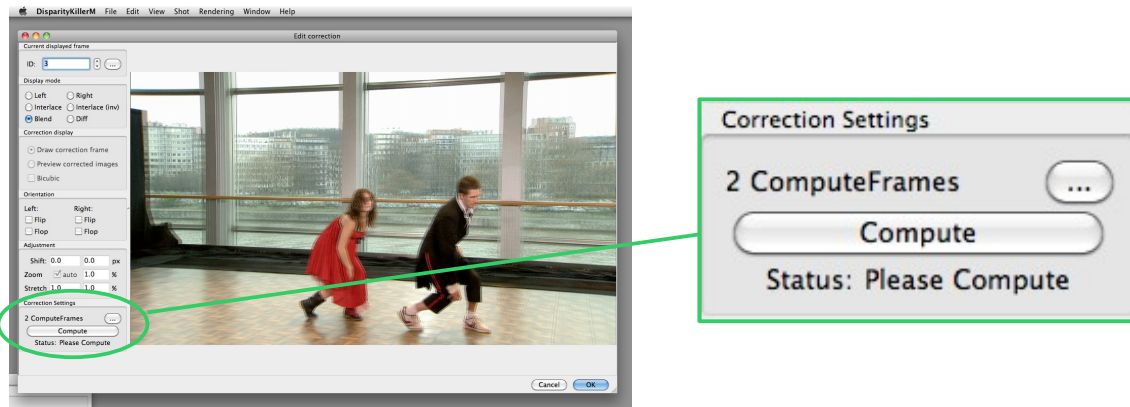 DisparityKillerM File Edit View Shot Rendering Window Help
Edit correction
Current displayed frame
ID: 3 ...
Display mode
Left Right
Interlace Interlace (inv)
Blend Diff
Correction display
Draw correction frame
Preview corrected images
Bicubic
Orientation
Left: Right:
Flip Flip
Flop Flop
Adjustment
Shift: 0.0 0.0 px
Zoom auto 1.0 %
Stretch 1.0 1.0 %
Correction Settings
2 ComputeFrames ...
Compute
Status: Please Compute
Cancel OK
Correction Settings
2 ComputeFrames ...
Compute
Status: Please Compute